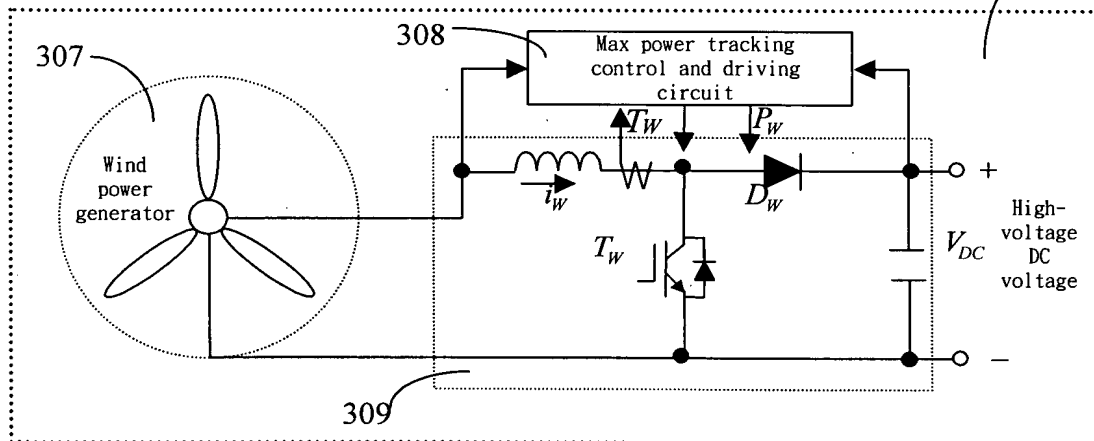 308
Max power tracking
control and driving
circuit
307
T_W
P_W
Wind
power
generator
i_W
D_W
+
High-
voltage
DC
voltage
V_DC
T_W
−
309